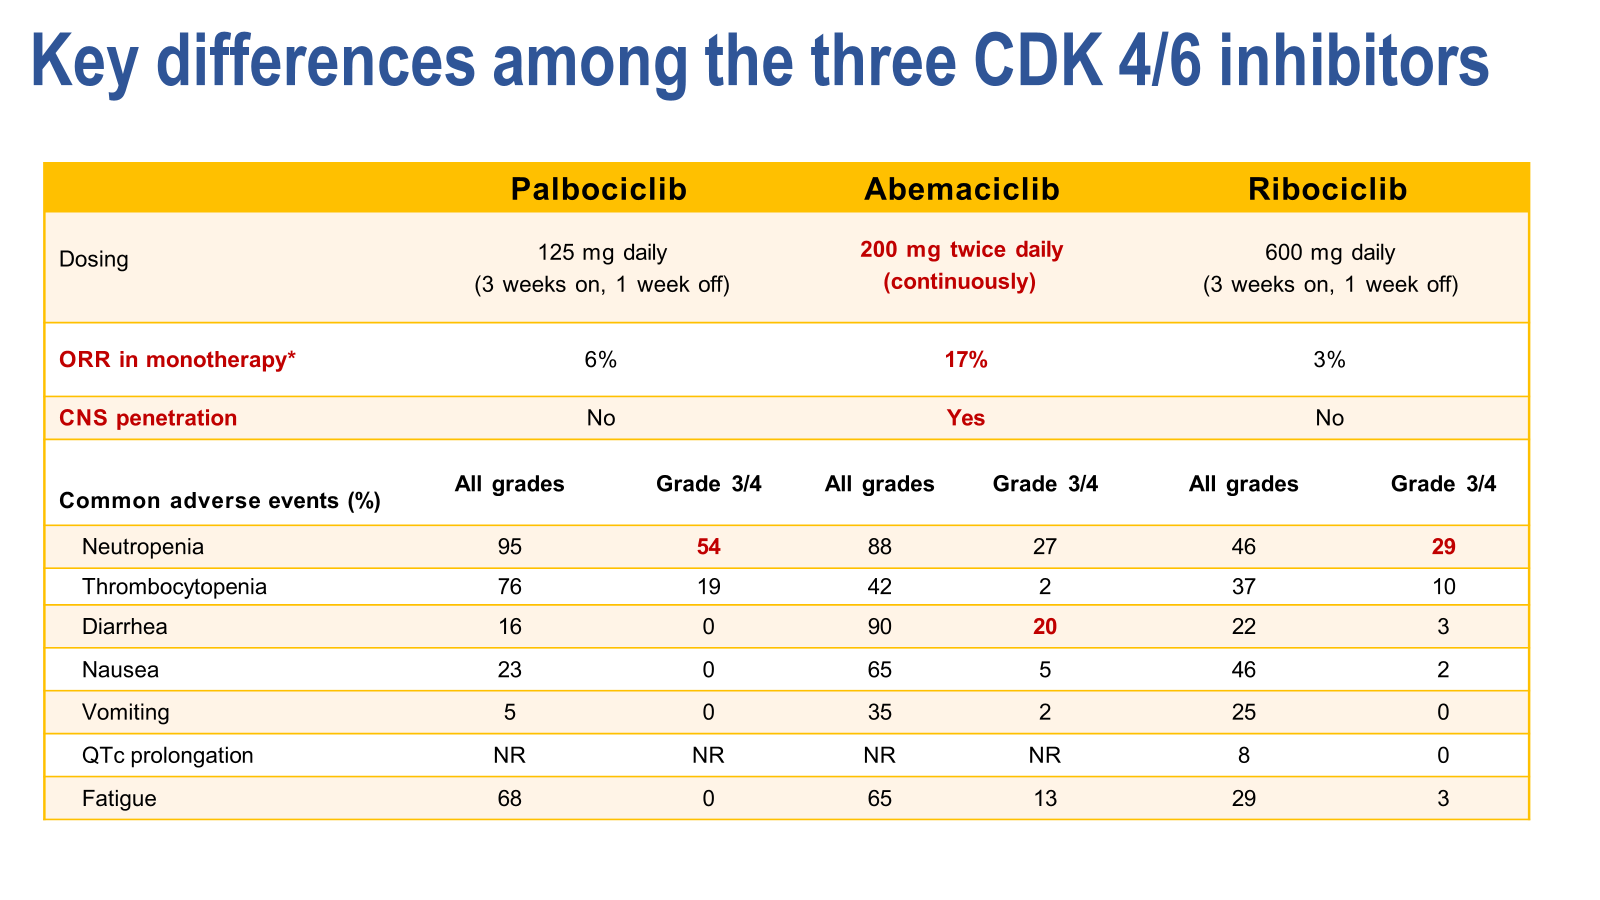 Key differences among the three CDK 4/6 inhibitors
Palbociclib Abemaciclib Ribociclib
Dosing 125 mg daily (3 weeks on, 1 week off) 200 mg twice daily (continuously) 600 mg daily (3 weeks on, 1 week off)
ORR in monotherapy* 6% 17% 3%
CNS penetration No Yes No
Common adverse events (%) All grades Grade 3/4 All grades Grade 3/4 All grades Grade 3/4
Neutropenia 95 54 88 27 46 29
Thrombocytopenia 76 19 42 2 37 10
Diarrhea 16 0 90 20 22 3
Nausea 23 0 65 5 46 2
Vomiting 5 0 35 2 25 0
QTc prolongation NR NR NR NR 8 0
Fatigue 68 0 65 13 29 3